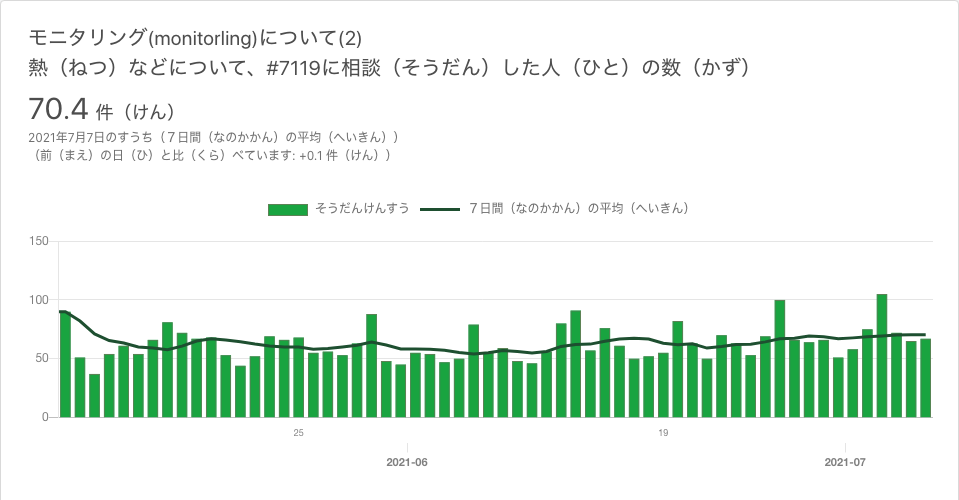 モニタリング(monitorling)について(2)
熱（ねつ）などについて、#7119に相談（そうだん）した人（ひと）の数（かず）
70.4 件（けん）
2021年7月7日のすうち（７日間（なのかかん）の平均（へいきん））
（前（まえ）の日（ひ）と比（くら）べています: +0.1 件（けん））
そうだんけんすう ７日間（なのかかん）の平均（へいきん）
150
100
50
0
25 19
2021-06 2021-07